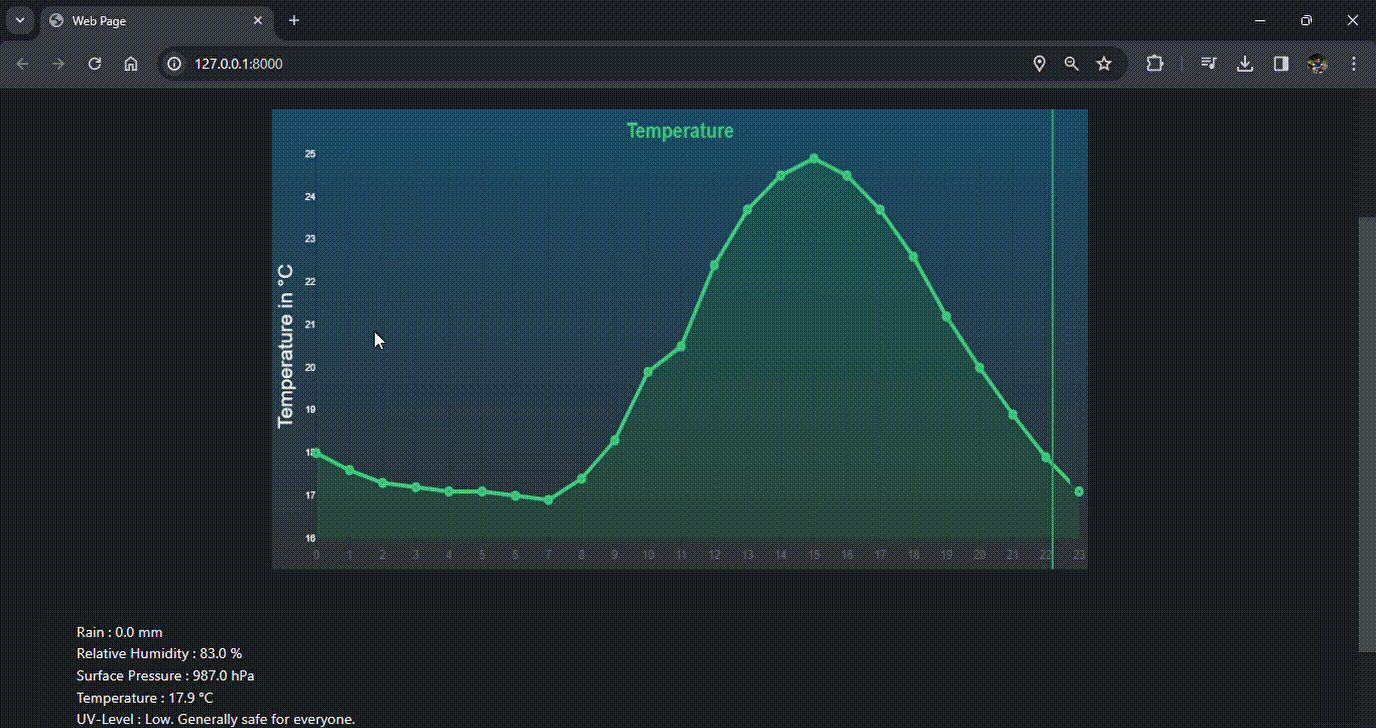 Web Page
127.0.0.1:8000
Temperature
Temperature in °C
25
24
23
22
21
20
19
18
17
16
0 1 2 3 4 5 6 7 8 9 10 11 12 13 14 15 16 17 18 19 20 21 22 23
Rain : 0.0 mm
Relative Humidity : 83.0 %
Surface Pressure : 987.0 hPa
Temperature : 17.9 °C
UV-Level : Low. Generally safe for everyone.